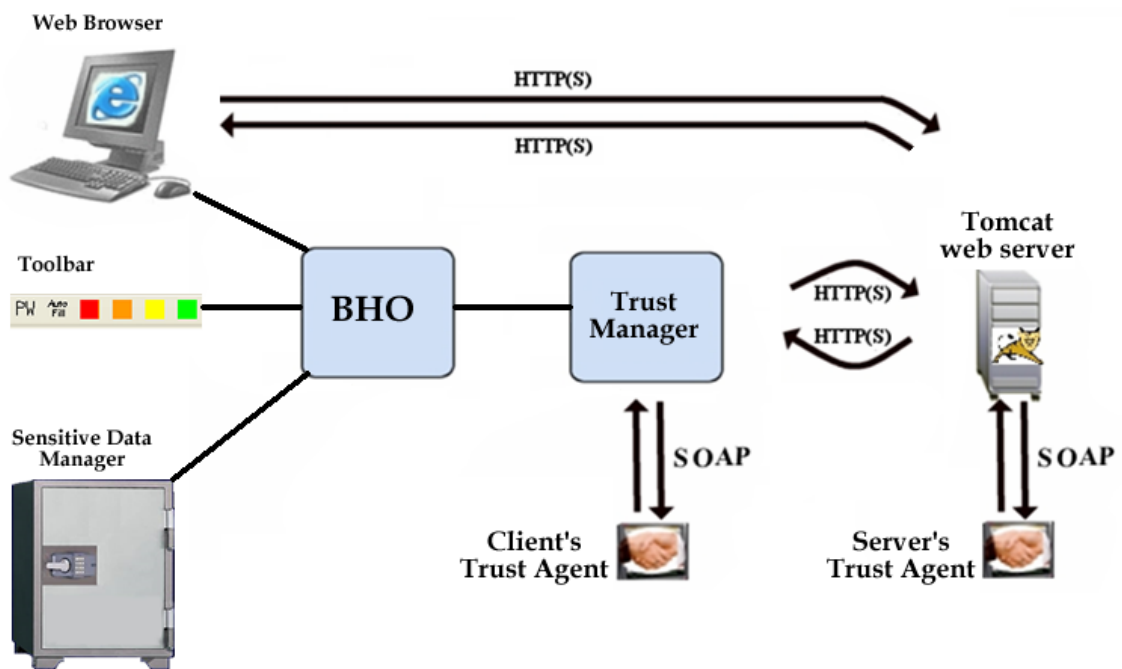 Web Browser
HTTP(S)
HTTP(S)
Tomcat
web server
Toolbar
PW Auto
Fill
BHO
Trust
Manager
HTTP(S)
HTTP(S)
Sensitive Data
Manager
SOAP
SOAP
Client's
Trust Agent
Server's
Trust Agent